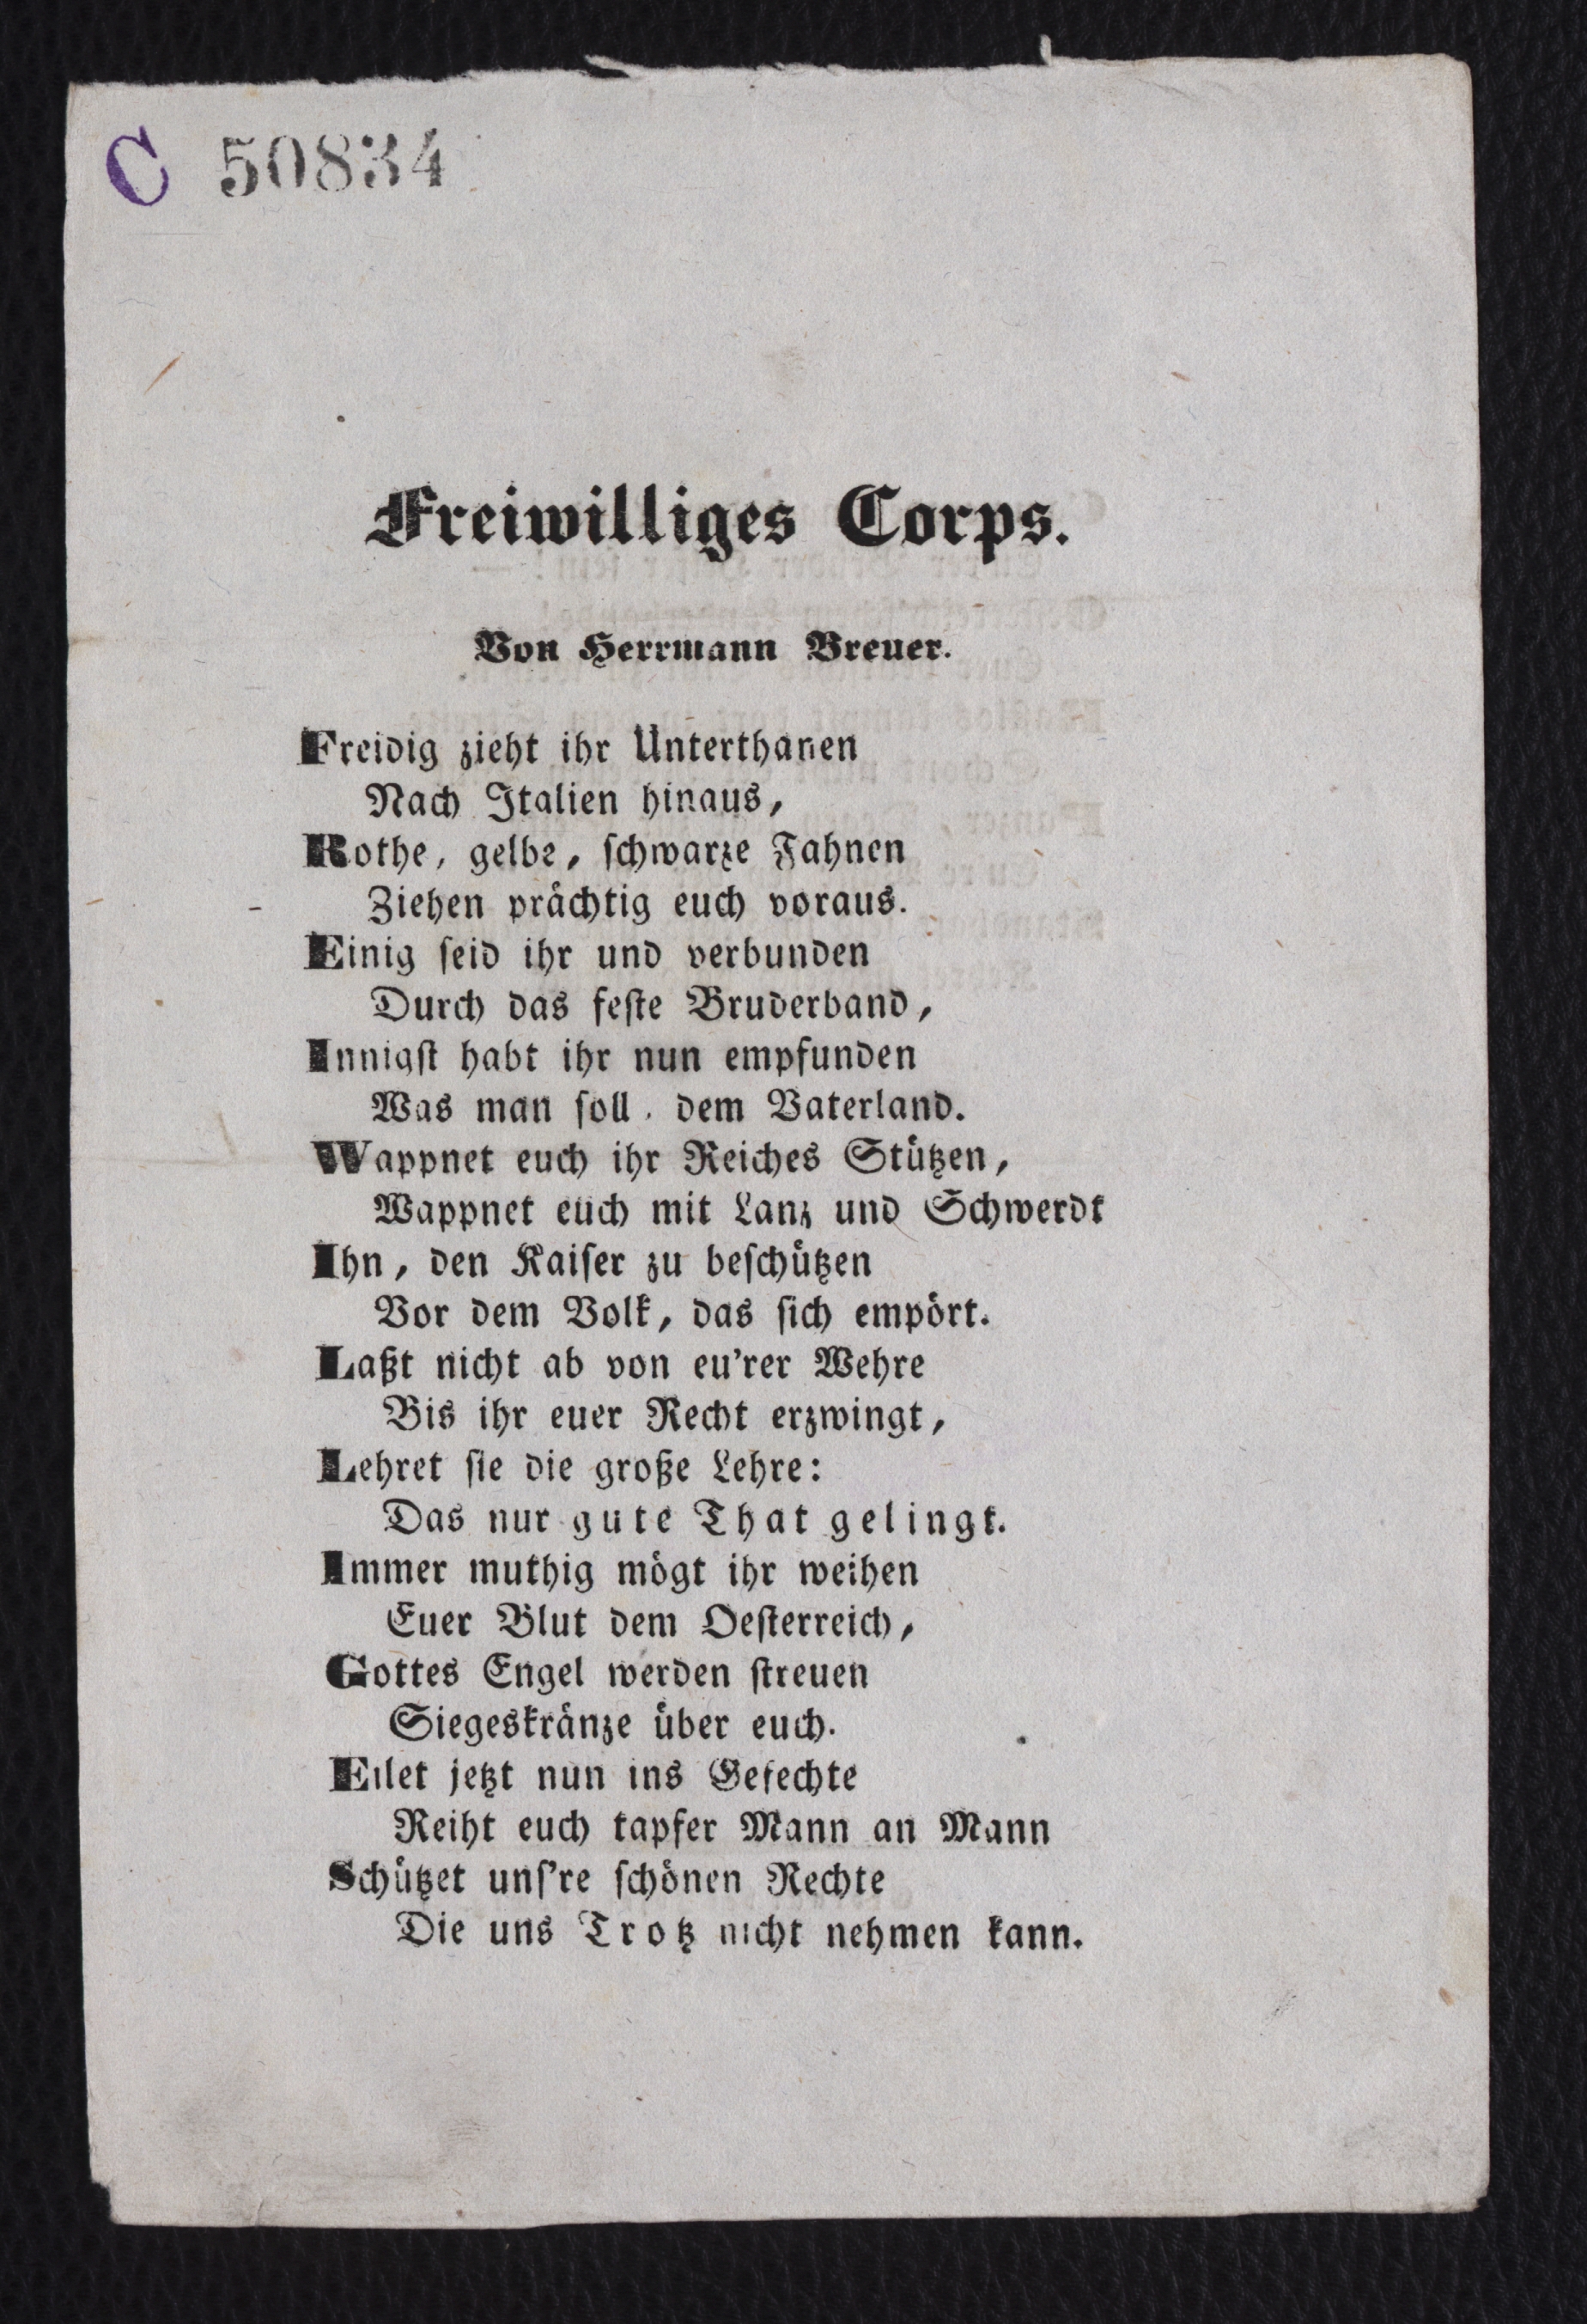 C 50834
Freiwilliges Corps.
Von Herrmann Breuer.
Freidig zieht ihr Unterthanen
Nach Italien hinaus,
Rothe, gelbe, schwarze Fahnen
Ziehen prächtig euch voraus.
Einig seid ihr und verbunden
Durch das feste Bruderband,
Innigst habt ihr nun empfunden
Was man soll, dem Vaterland.
Wappnet euch ihr Reiches Stützen,
Wappnet euch mit Lanz und Schwerdt
Ihn, den Kaiser zu beschützen
Vor dem Volk, das sich empört.
Laßt nicht ab von eu'rer Wehre
Bis ihr euer Recht erzwingt,
Lehret sie die große Lehre:
Das nur gute That gelingt.
Immer muthig mögt ihr weihen
Euer Blut dem Oesterreich,
Gottes Engel werden streuen
Siegeskränze über euch.
Eilet jetzt nun ins Gefechte
Reiht euch tapfer Mann an Mann
Schützet uns're schönen Rechte
Die uns Trotz nicht nehmen kann.